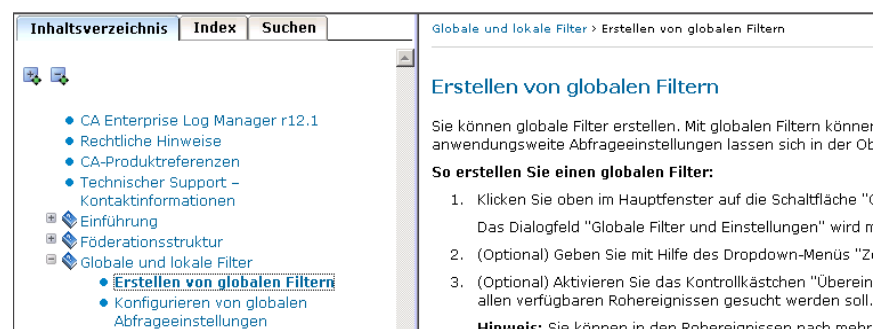 Inhaltsverzeichnis Index Suchen
CA Enterprise Log Manager r12.1
Rechtliche Hinweise
CA-Produktreferenzen
Technischer Support –
Kontaktinformationen
Einführung
Föderationsstruktur
Globale und lokale Filter
Erstellen von globalen Filtern
Konfigurieren von globalen
Abfrageeinstellungen
Globale und lokale Filter > Erstellen von globalen Filtern
Erstellen von globalen Filtern
Sie können globale Filter erstellen. Mit globalen Filtern
anwendungsweite Abfrageeinstellungen lassen sich in der
So erstellen Sie einen globalen Filter:
1. Klicken Sie oben im Hauptfenster auf die Schaltfläche
Das Dialogfeld "Globale Filter und Einstellungen" wird
2. (Optional) Geben Sie mit Hilfe des Dropdown-Menüs
3. (Optional) Aktivieren Sie das Kontrollkästchen
allen verfügbaren Rohereignissen gesucht werden soll.
Hinweis: Sie können in den Rohereignissen nach